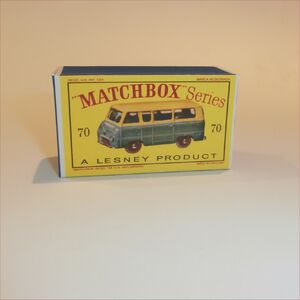 "MATCHBOX" Series
70 70
A LESNEY PRODUCT